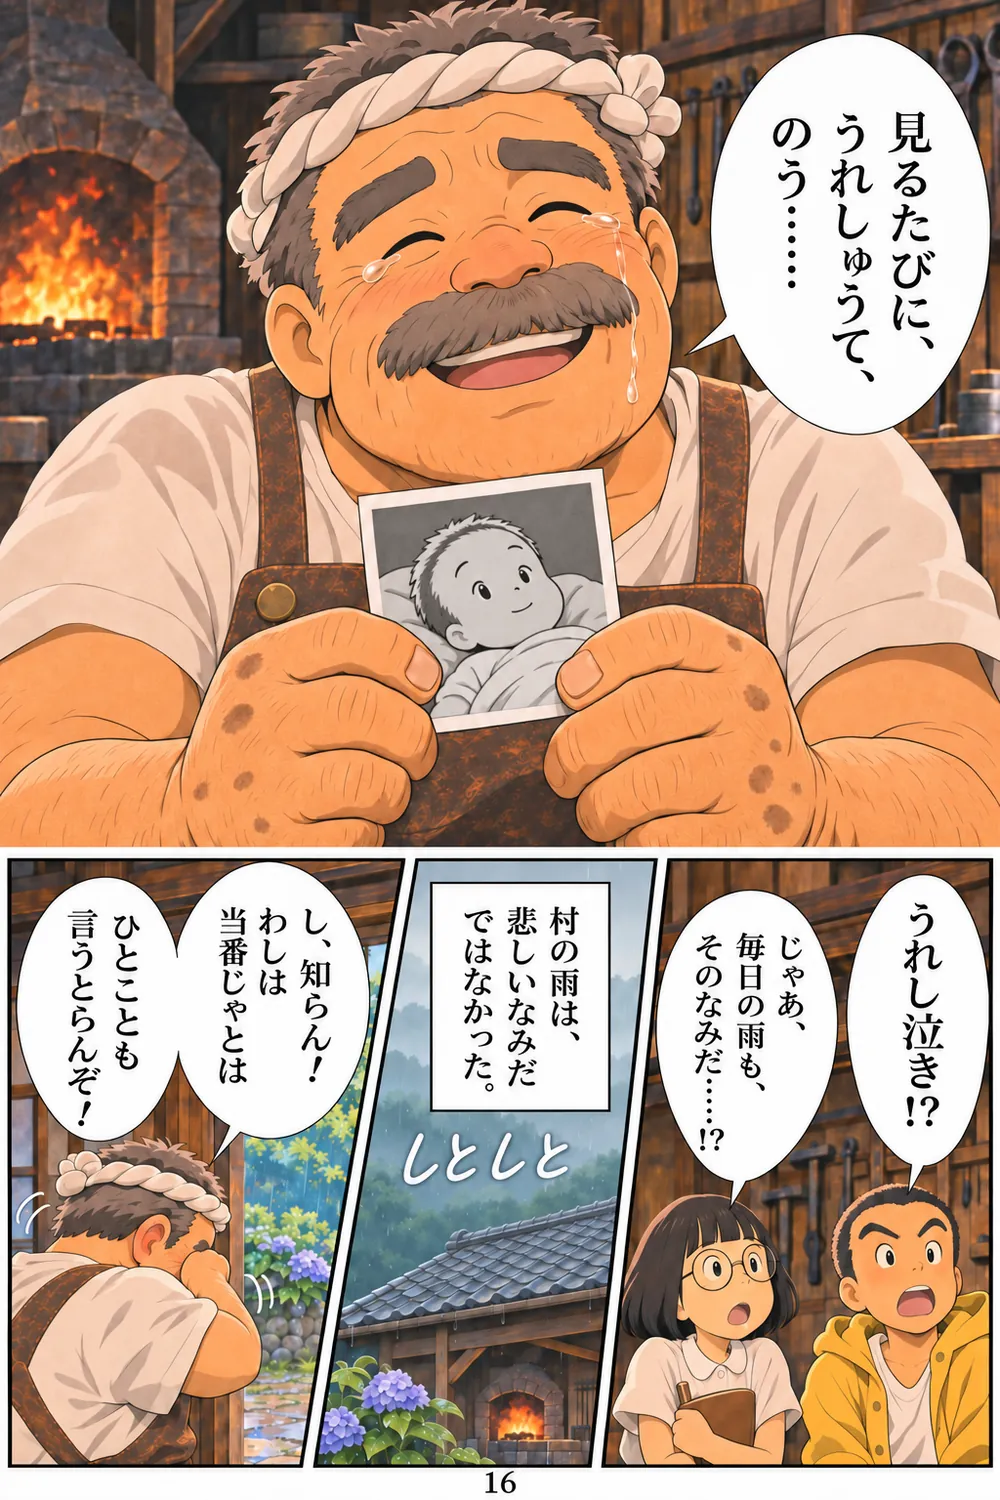 見るたびに、
うれしゅうて、
のう……
うれし泣き!?
じゃあ、
毎日の雨も、
そのなみだ……!?
村の雨は、
悲しいなみだ
ではなかった。
しとしと
し、知らん!
わしは
当番じゃとは
ひとことも
言うとらんぞ!
16